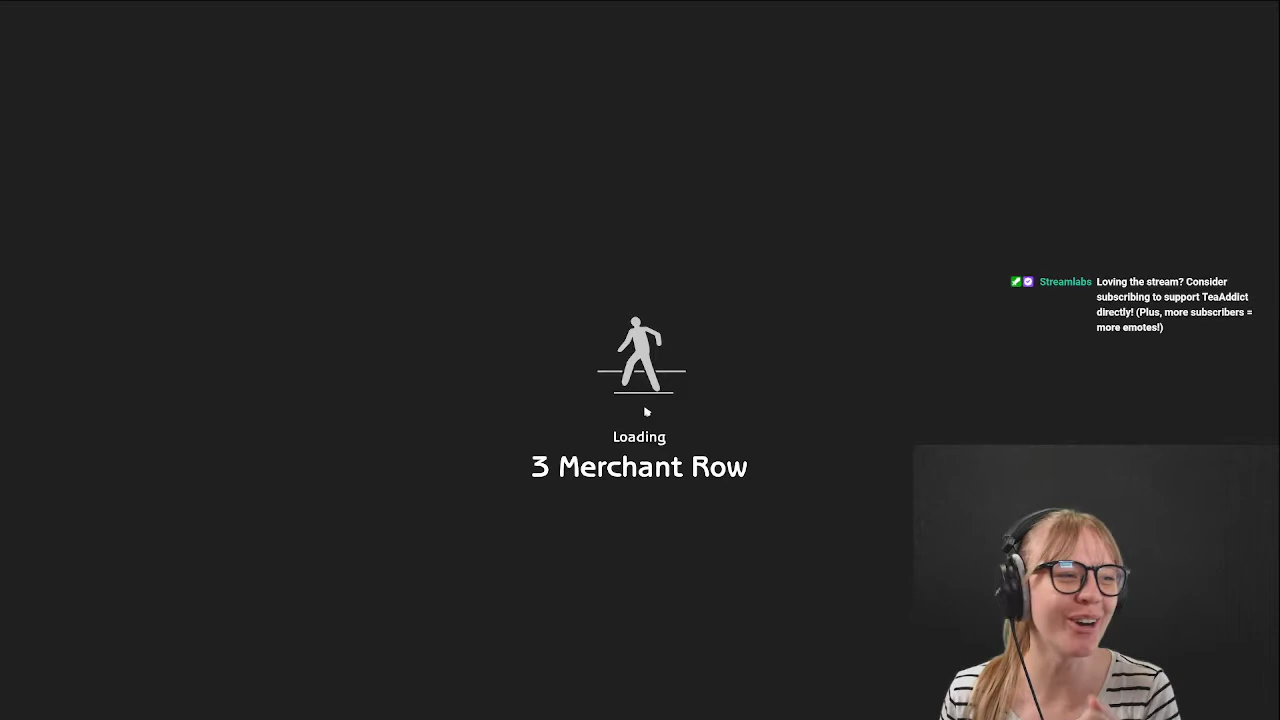 Streamlabs Loving the stream? Consider
subscribing to support TeaAddict
directly! (Plus, more subscribers =
more emotes!)
Loading
3 Merchant Row